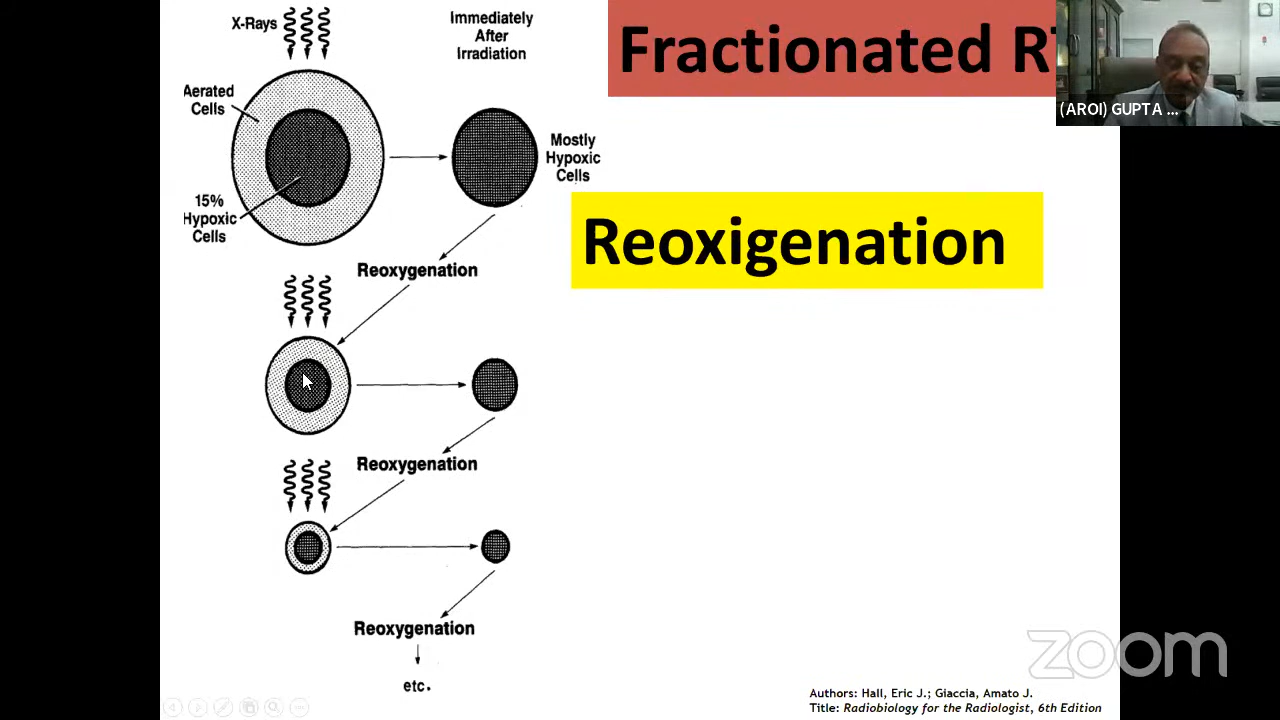 X-Rays
Immediately
After
Irradiation
Fractionated
(AROI) GUPTA ...
Aerated
Cells
Mostly
Hypoxic
Cells
15%
Hypoxic
Cells
Reoxigenation
Reoxygenation
Reoxygenation
Reoxygenation
etc.
zoom
Authors: Hall, Eric J.; Giaccia, Amato J.
Title: Radiobiology for the Radiologist, 6th Edition